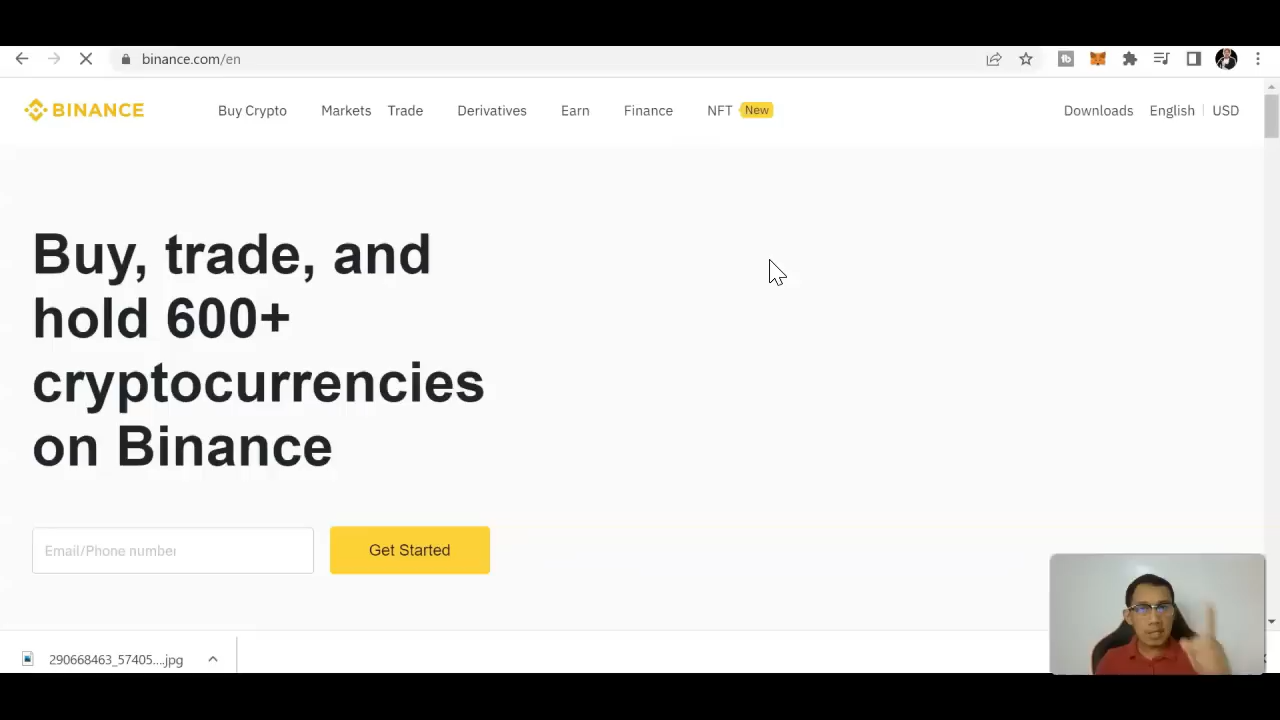 binance.com/en
BINANCE
Buy Crypto
Markets
Trade
Derivatives
Earn
Finance
NFT
New
Downloads
English
USD
Buy, trade, and
hold 600+
cryptocurrencies
on Binance
Email/Phone number
Get Started
290668463_57405....jpg